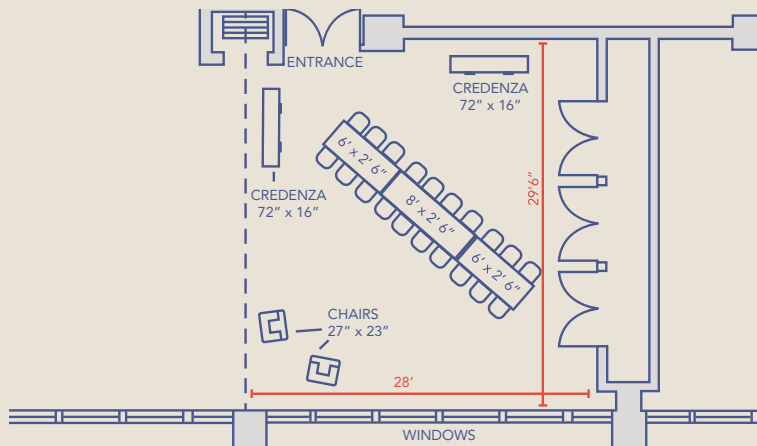 ENTRANCE
CREDENZA
72” x 16”
CREDENZA
72” x 16”
6’ x 2’ 6”
8’ x 2’ 6”
6’ x 2’ 6”
29’6”
CHAIRS
27” x 23”
28’
WINDOWS